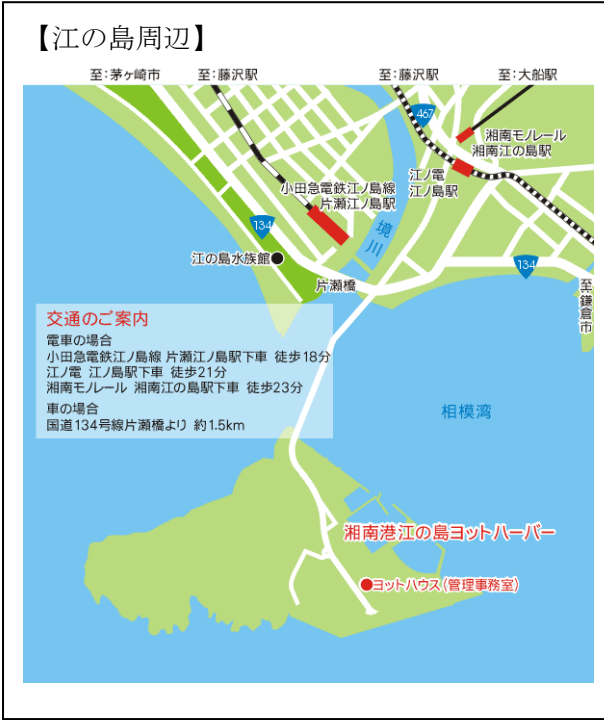 【江の島周辺】
至：茅ヶ崎市
至：藤沢駅
至：藤沢駅
至：大船駅
467
湘南モノレール
湘南江の島駅
江ノ電
江ノ島駅
小田急電鉄江ノ島線
片瀬江ノ島駅
境川
134
江の島水族館
134
片瀬橋
至鎌倉市
交通のご案内
電車の場合
小田急電鉄江ノ島線 片瀬江ノ島駅下車 徒歩18分
江ノ電 江ノ島駅下車 徒歩21分
湘南モノレール 湘南江の島駅下車 徒歩23分
車の場合
国道134号線片瀬橋より 約1.5km
相模湾
湘南港江の島ヨットハーバー
ヨットハウス（管理事務室）